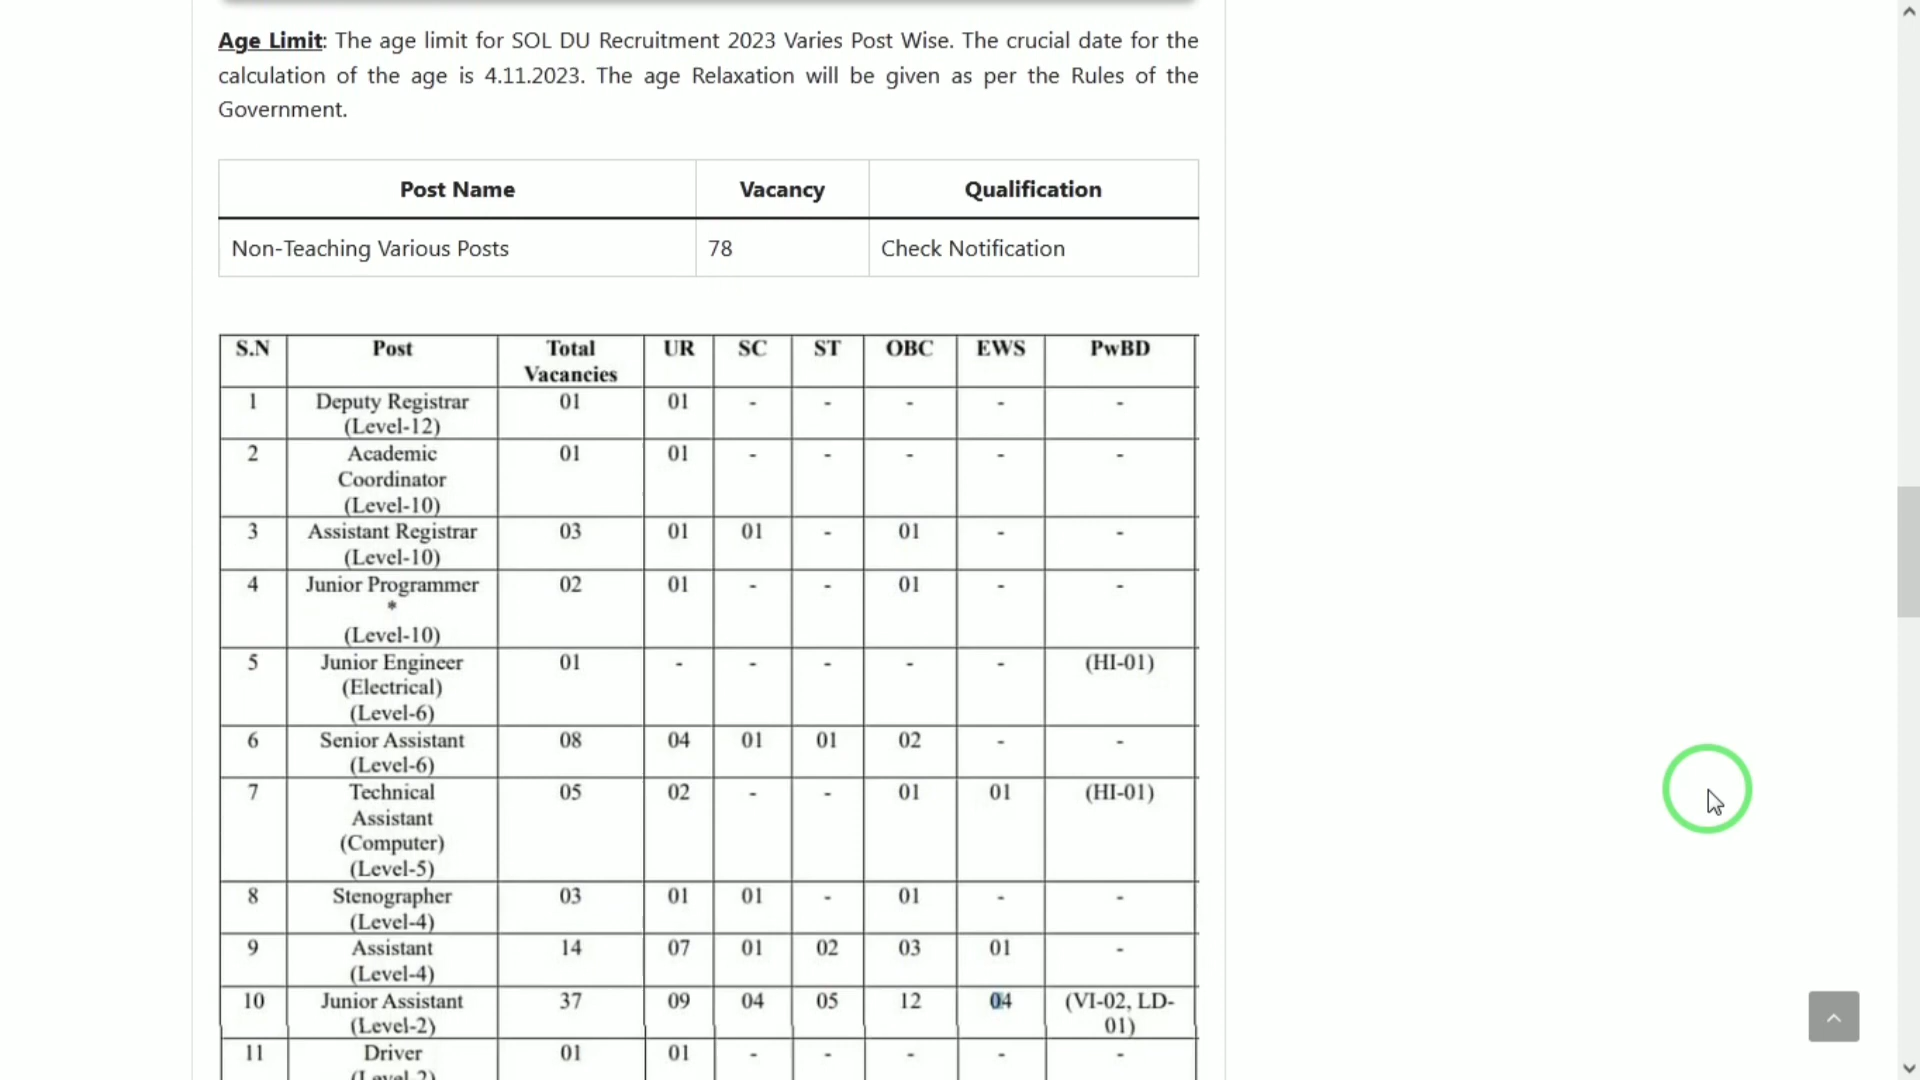 Age Limit: The age limit for SOL DU Recruitment 2023 Varies Post Wise. The crucial date for the
calculation of the age is 4.11.2023. The age Relaxation will be given as per the Rules of the
Government.
Post Name Vacancy Qualification
Non-Teaching Various Posts 78 Check Notification
S.N Post Total Vacancies UR SC ST OBC EWS PwBD
1 Deputy Registrar (Level-12) 01 01 - - - - -
2 Academic Coordinator (Level-10) 01 01 - - - - -
3 Assistant Registrar (Level-10) 03 01 01 - 01 - -
4 Junior Programmer * (Level-10) 02 01 - - 01 - -
5 Junior Engineer (Electrical) (Level-6) 01 - - - - - (HI-01)
6 Senior Assistant (Level-6) 08 04 01 01 02 - -
7 Technical Assistant (Computer) (Level-5) 05 02 - - 01 01 (HI-01)
8 Stenographer (Level-4) 03 01 01 - 01 - -
9 Assistant (Level-4) 14 07 01 02 03 01 -
10 Junior Assistant (Level-2) 37 09 04 05 12 04 (VI-02, LD-01)
11 Driver (Level-2) 01 01 - - - - -